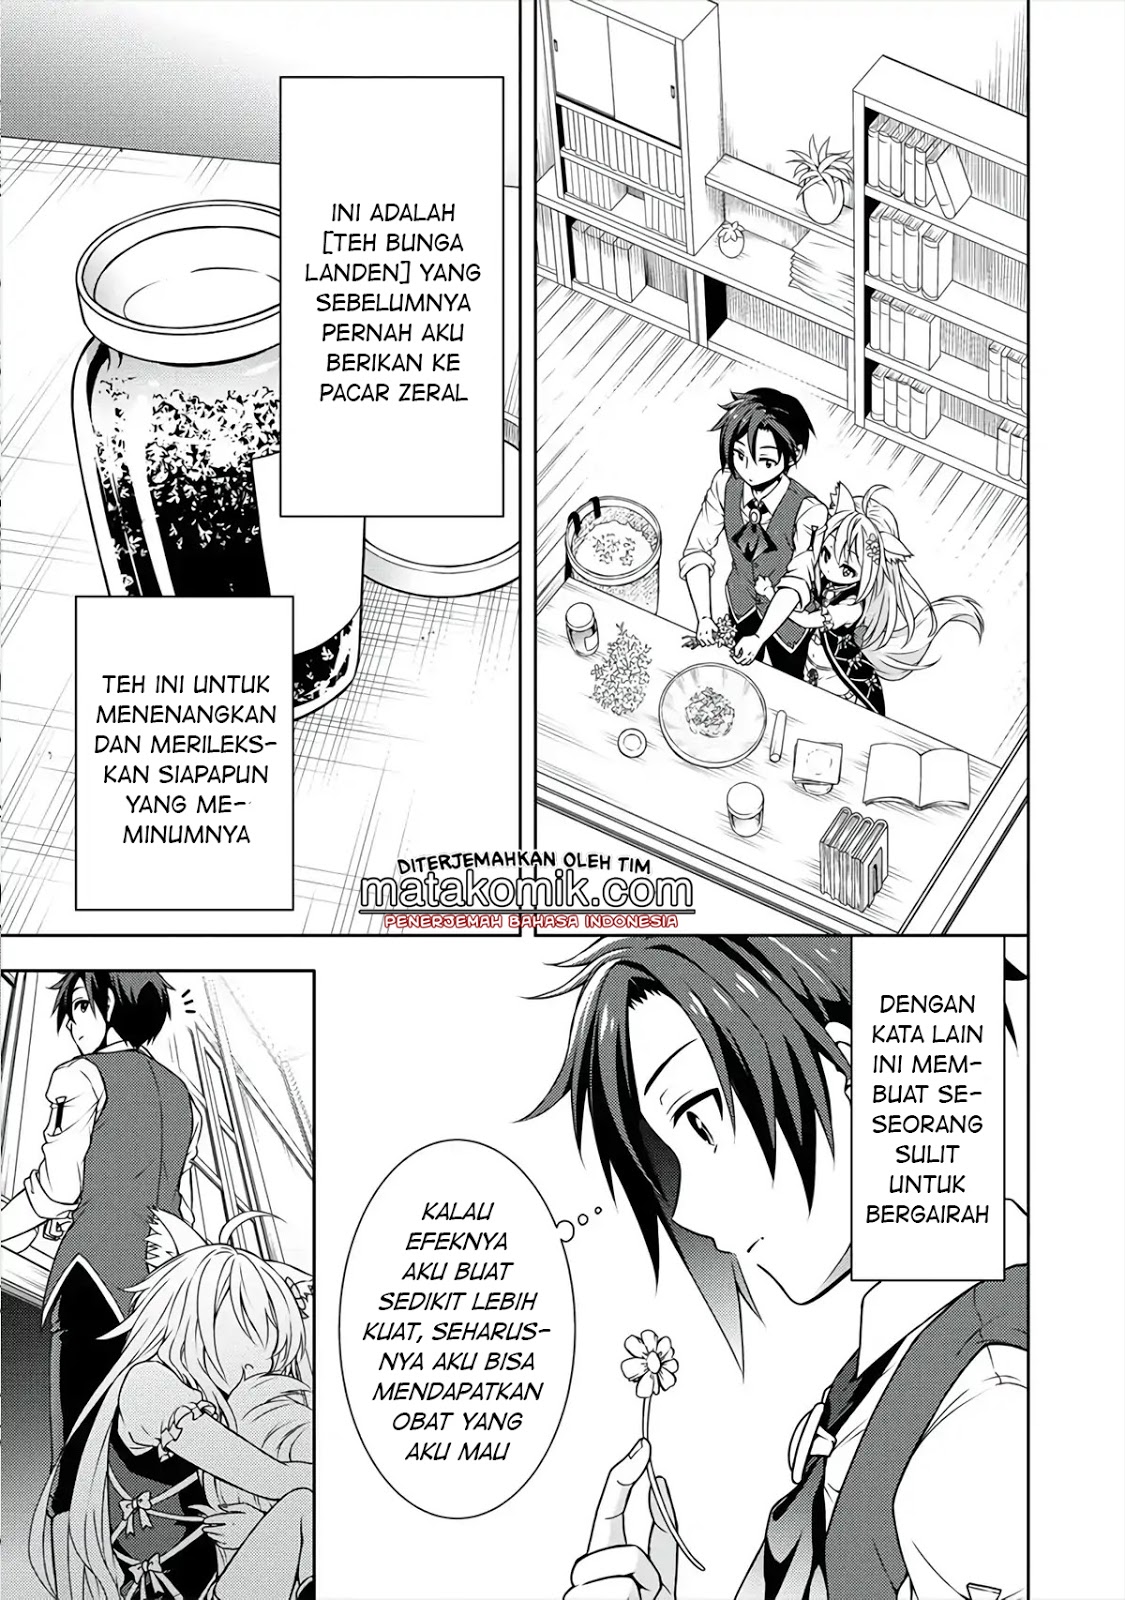 INI ADALAH
[TEH BUNGA
LANDEN] YANG
SEBELUMNYA
PERNAH AKU
BERIKAN KE
PACAR ZERAL
TEH INI UNTUK
MENENANGKAN
DAN MERILEKS-
KAN SIAPAPUN
YANG ME-
MINUMNYA
DITERJEMAHKAN OLEH TIM
matakomik.com
PENERJEMAH BAHASA INDONESIA
DENGAN
KATA LAIN
INI MEM-
BUAT SE-
SEORANG
SULIT
UNTUK
BERGAIRAH
KALAU
EFEKNYA
AKU BUAT
SEDIKIT LEBIH
KUAT, SEHARUS-
NYA AKU BISA
MENDAPATKAN
OBAT YANG
AKU MAU